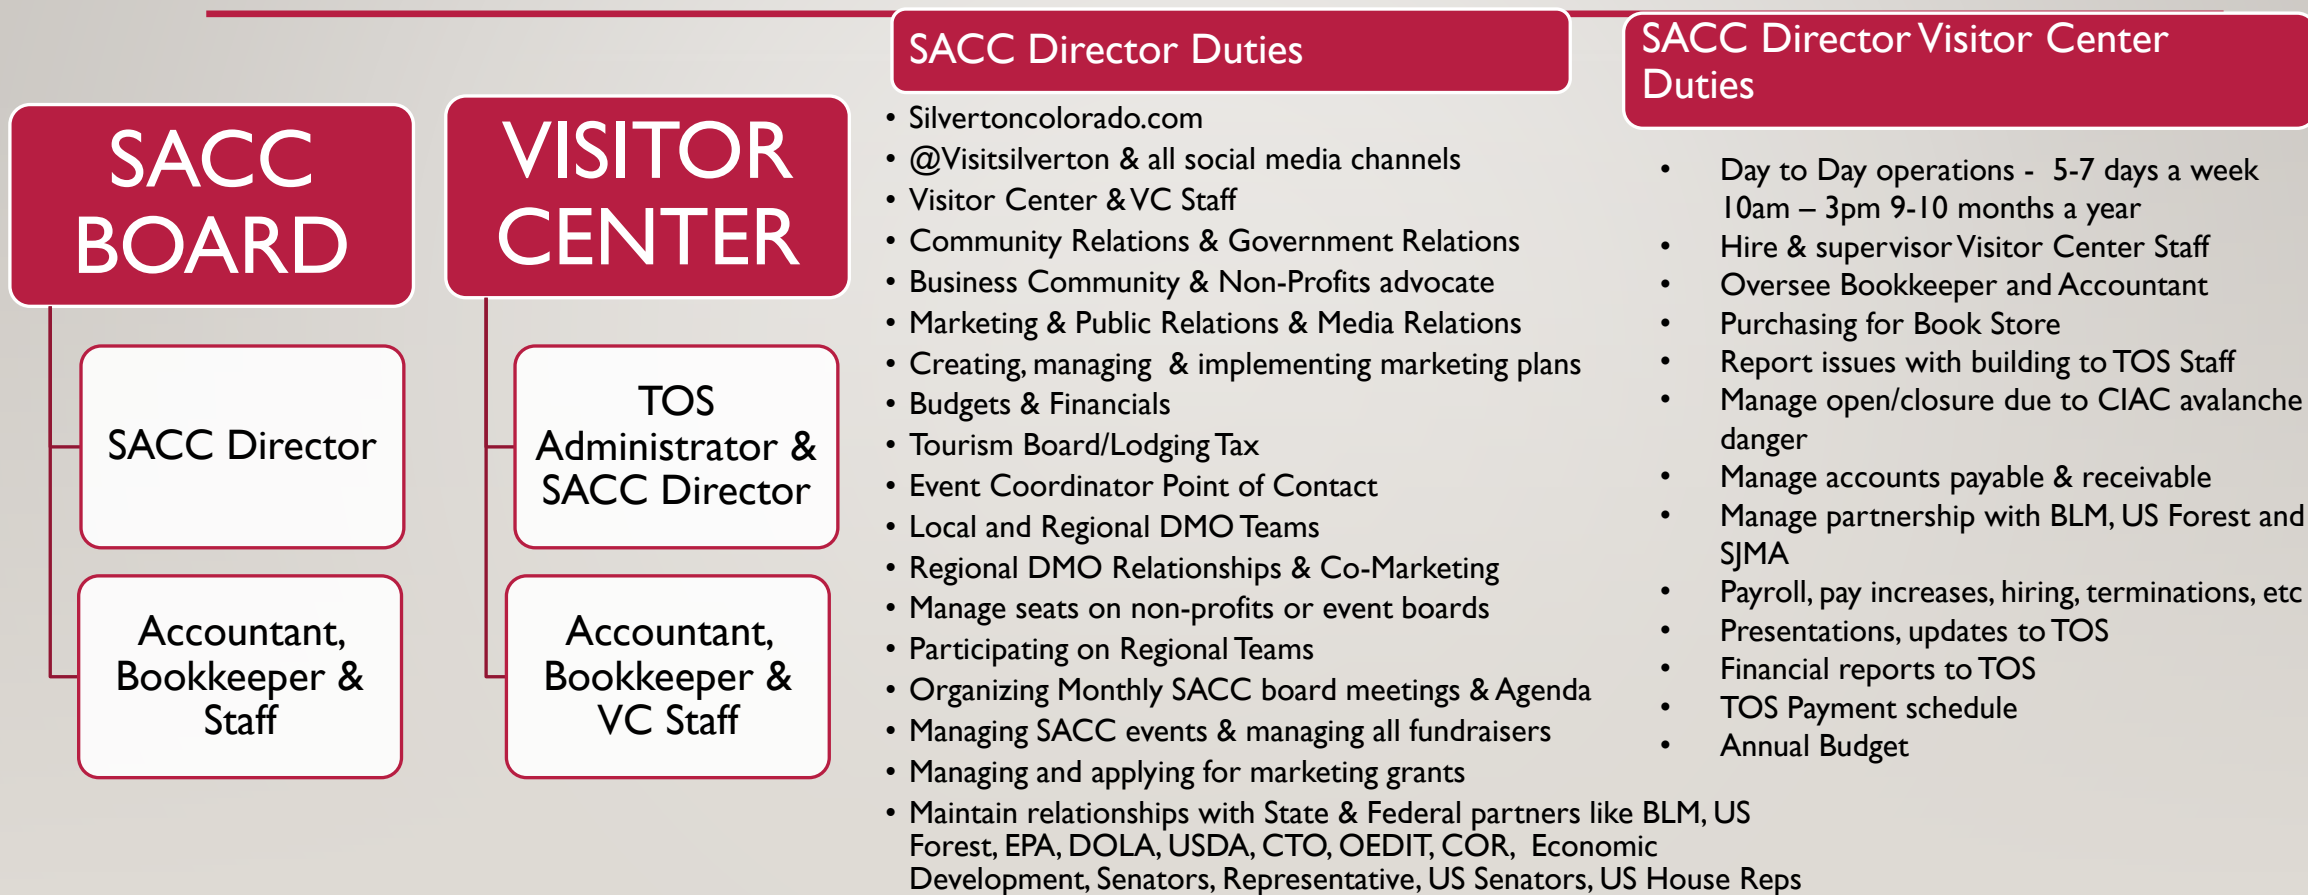 SACC
BOARD
SACC Director
Accountant,
Bookkeeper &
Staff
VISITOR
CENTER
TOS
Administrator &
SACC Director
Accountant,
Bookkeeper &
VC Staff
SACC Director Duties
• Silvertoncolorado.com
• @Visitsilverton & all social media channels
• Visitor Center & VC Staff
• Community Relations & Government Relations
• Business Community & Non-Profits advocate
• Marketing & Public Relations & Media Relations
• Creating, managing & implementing marketing plans
• Budgets & Financials
• Tourism Board/Lodging Tax
• Event Coordinator Point of Contact
• Local and Regional DMO Teams
• Regional DMO Relationships & Co-Marketing
• Manage seats on non-profits or event boards
• Participating on Regional Teams
• Organizing Monthly SACC board meetings & Agenda
• Managing SACC events & managing all fundraisers
• Managing and applying for marketing grants
• Maintain relationships with State & Federal partners like BLM, US
Forest, EPA, DOLA, USDA, CTO, OEDIT, COR, Economic
Development, Senators, Representative, US Senators, US House Reps
SACC Director Visitor Center
Duties
• Day to Day operations - 5-7 days a week
10am – 3pm 9-10 months a year
• Hire & supervisor Visitor Center Staff
• Oversee Bookkeeper and Accountant
• Purchasing for Book Store
• Report issues with building to TOS Staff
• Manage open/closure due to CIAC avalanche
danger
• Manage accounts payable & receivable
• Manage partnership with BLM, US Forest and
SJMA
• Payroll, pay increases, hiring, terminations, etc
• Presentations, updates to TOS
• Financial reports to TOS
• TOS Payment schedule
• Annual Budget